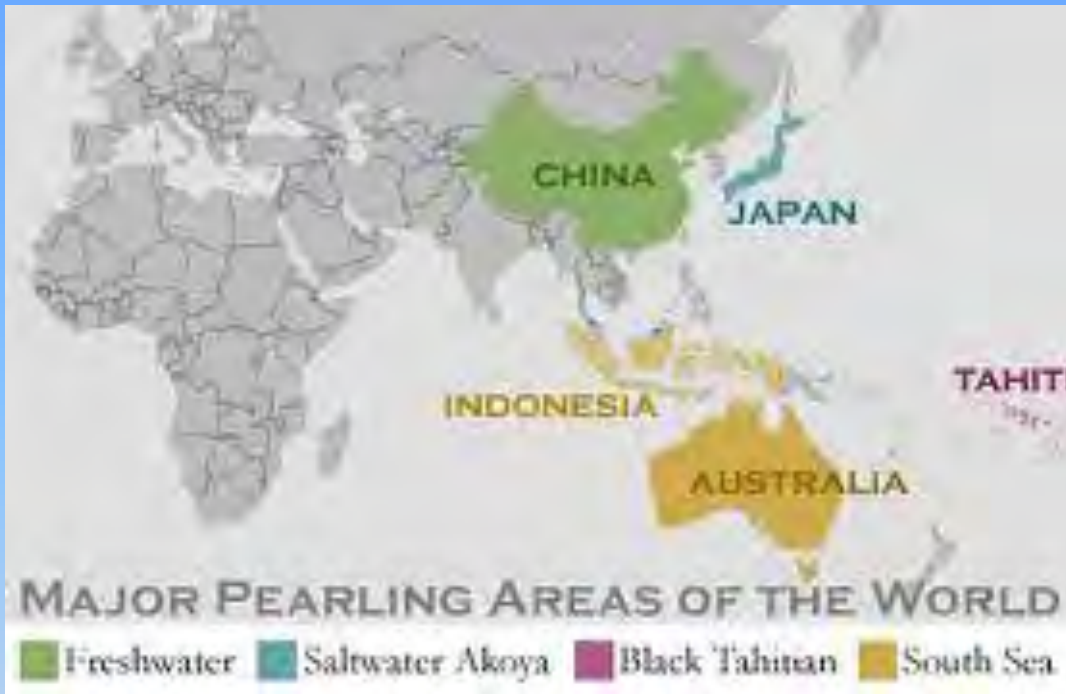 CHINA
JAPAN
TAHIT
INDONESIA
AUSTRALIA
MAJOR PEARLING AREAS OF THE WORLD
Freshwater Saltwater Akoya Black Tahitian South Sea